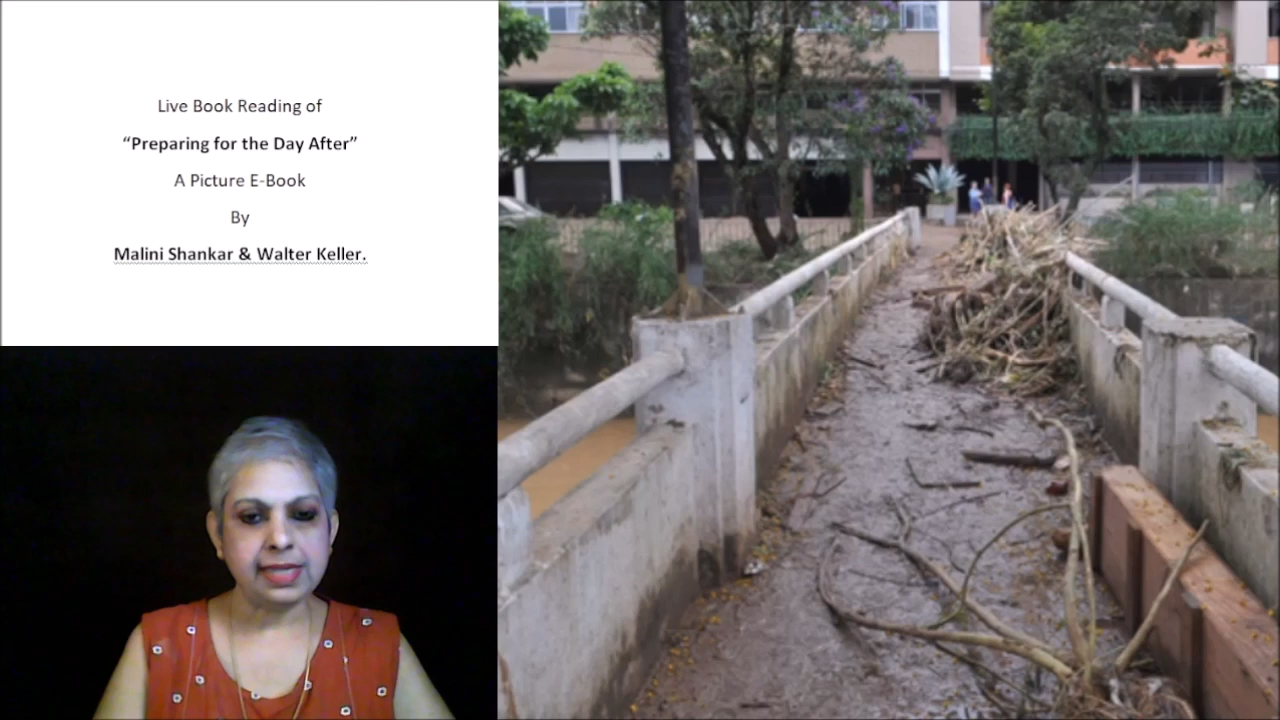 Live Book Reading of
“Preparing for the Day After”
A Picture E-Book
By
Malini Shankar & Walter Keller.